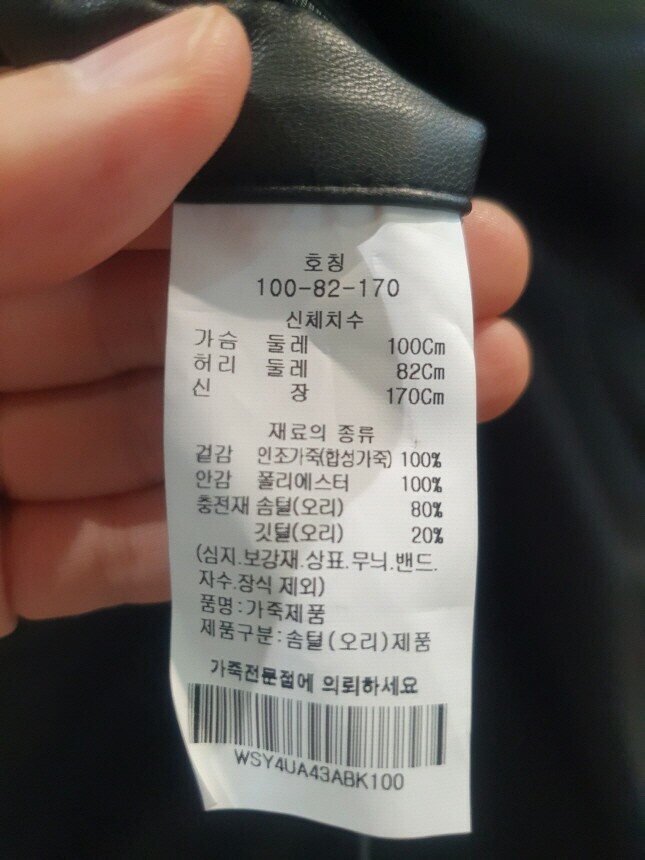 호칭
100-82-170
신체치수
가슴 둘레 100Cm
허리 둘레 82Cm
신 장 170Cm
재료의 종류
겉감 인조가죽(합성가죽) 100%
안감 폴리에스터 100%
충전재 솜털(오리) 80%
깃털(오리) 20%
(심지.보강재.상표.무늬.밴드.
자수.장식 제외)
품명:가죽제품
제품구분:솜털(오리)제품
가죽전문점에 의뢰하세요
WSY4UA43ABK100